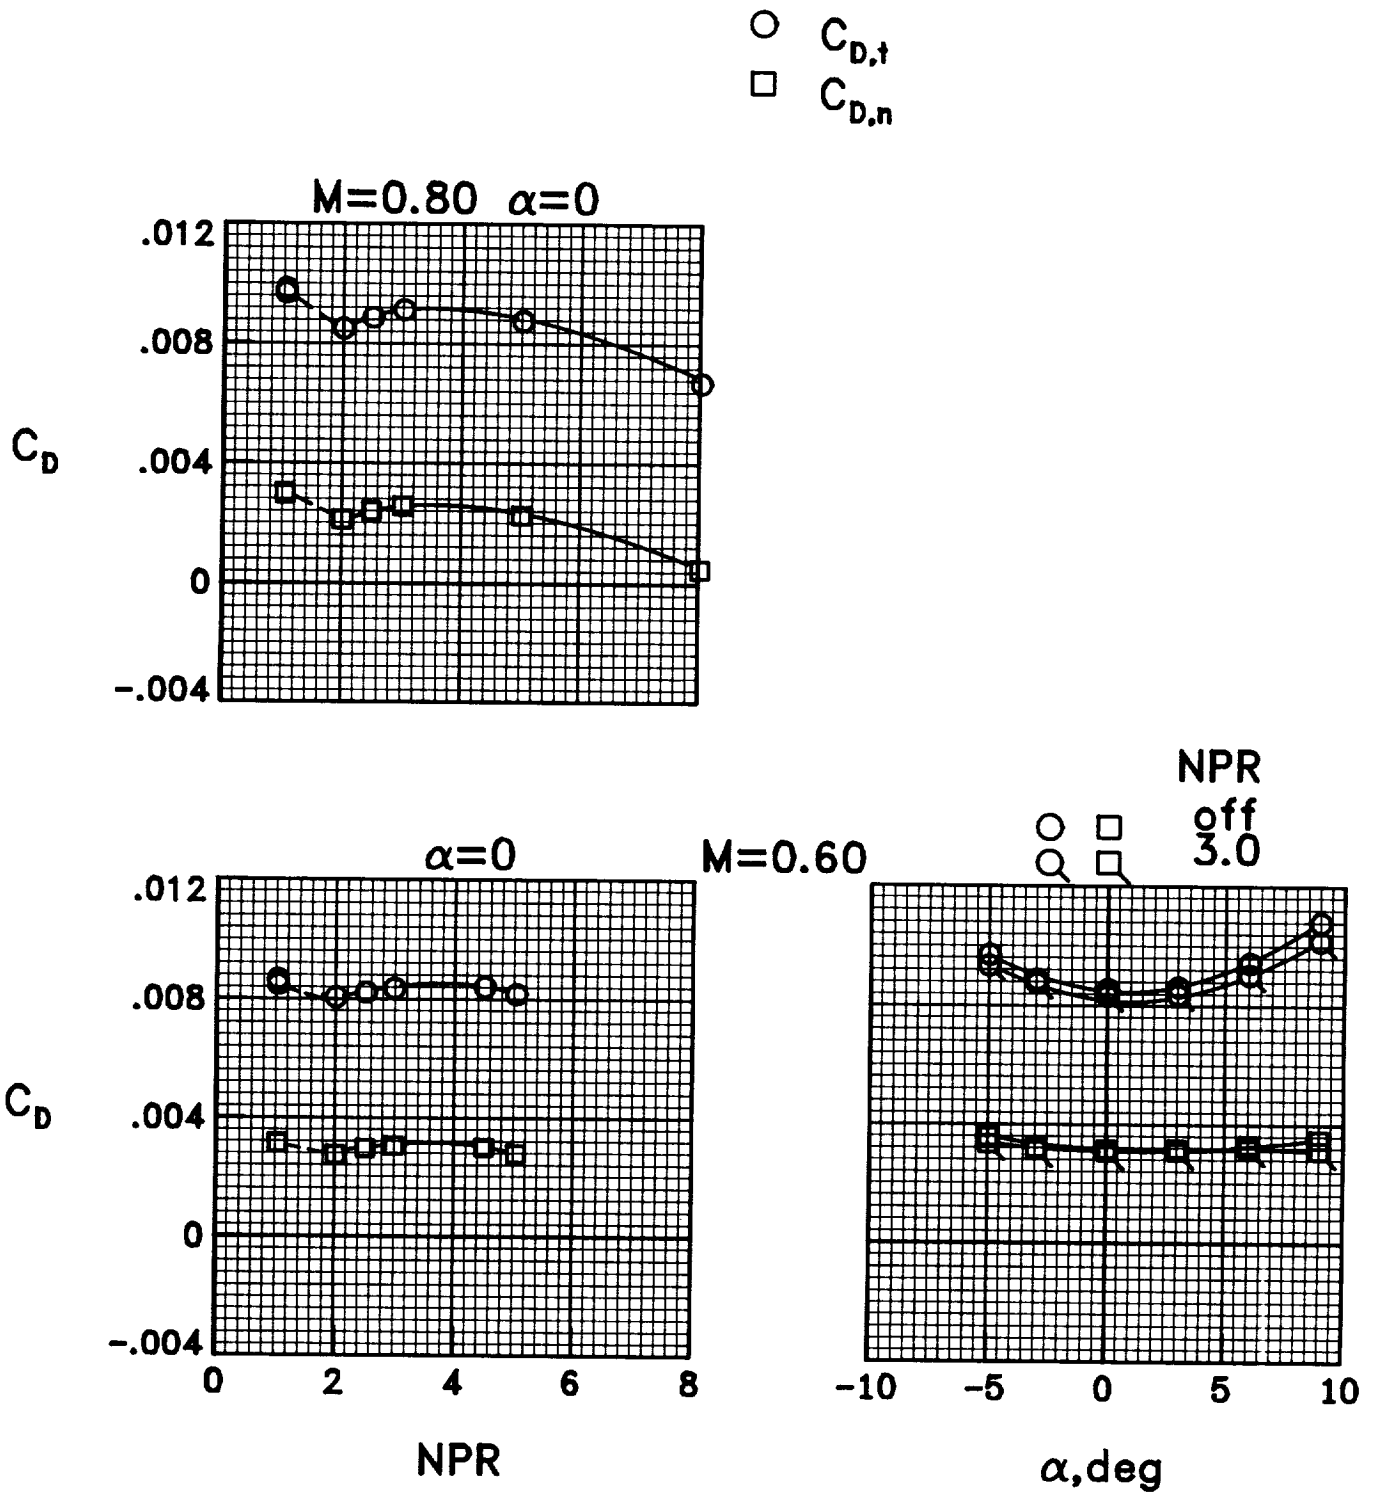 C_D,t
C_D,n
M=0.80 α=0
.012
.008
.004
0
-.004
C_D
NPR
off
3.0
α=0
M=0.60
.012
.008
.004
0
-.004
C_D
0 2 4 6 8
NPR
-10 -5 0 5 10
α,deg